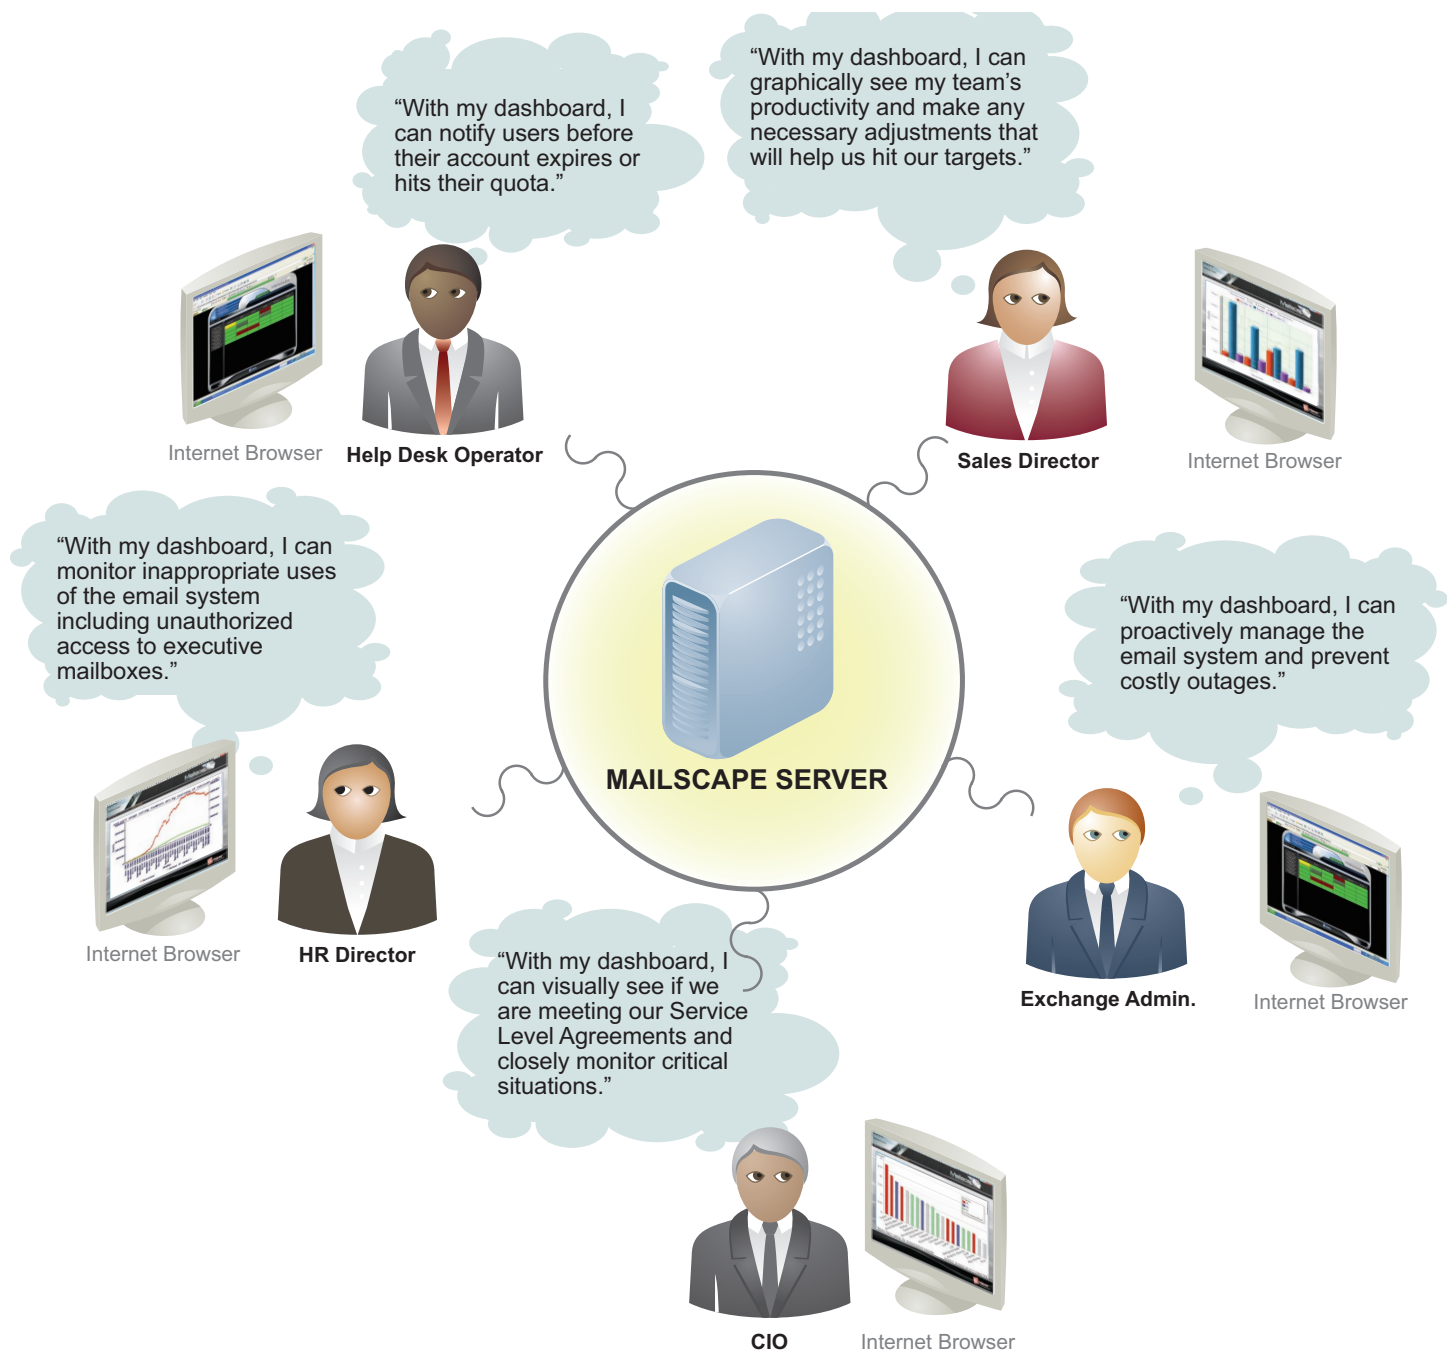 “With my dashboard, I
can notify users before
their account expires or
hits their quota.”
“With my dashboard, I can
graphically see my team’s
productivity and make any
necessary adjustments that
will help us hit our targets.”
Internet Browser
Help Desk Operator
Sales Director
Internet Browser
“With my dashboard, I can
monitor inappropriate uses
of the email system
including unauthorized
access to executive
mailboxes.”
“With my dashboard, I can
proactively manage the
email system and prevent
costly outages.”
MAILSCAPE SERVER
Internet Browser
HR Director
Exchange Admin.
Internet Browser
“With my dashboard, I
can visually see if we
are meeting our Service
Level Agreements and
closely monitor critical
situations.”
CIO
Internet Browser